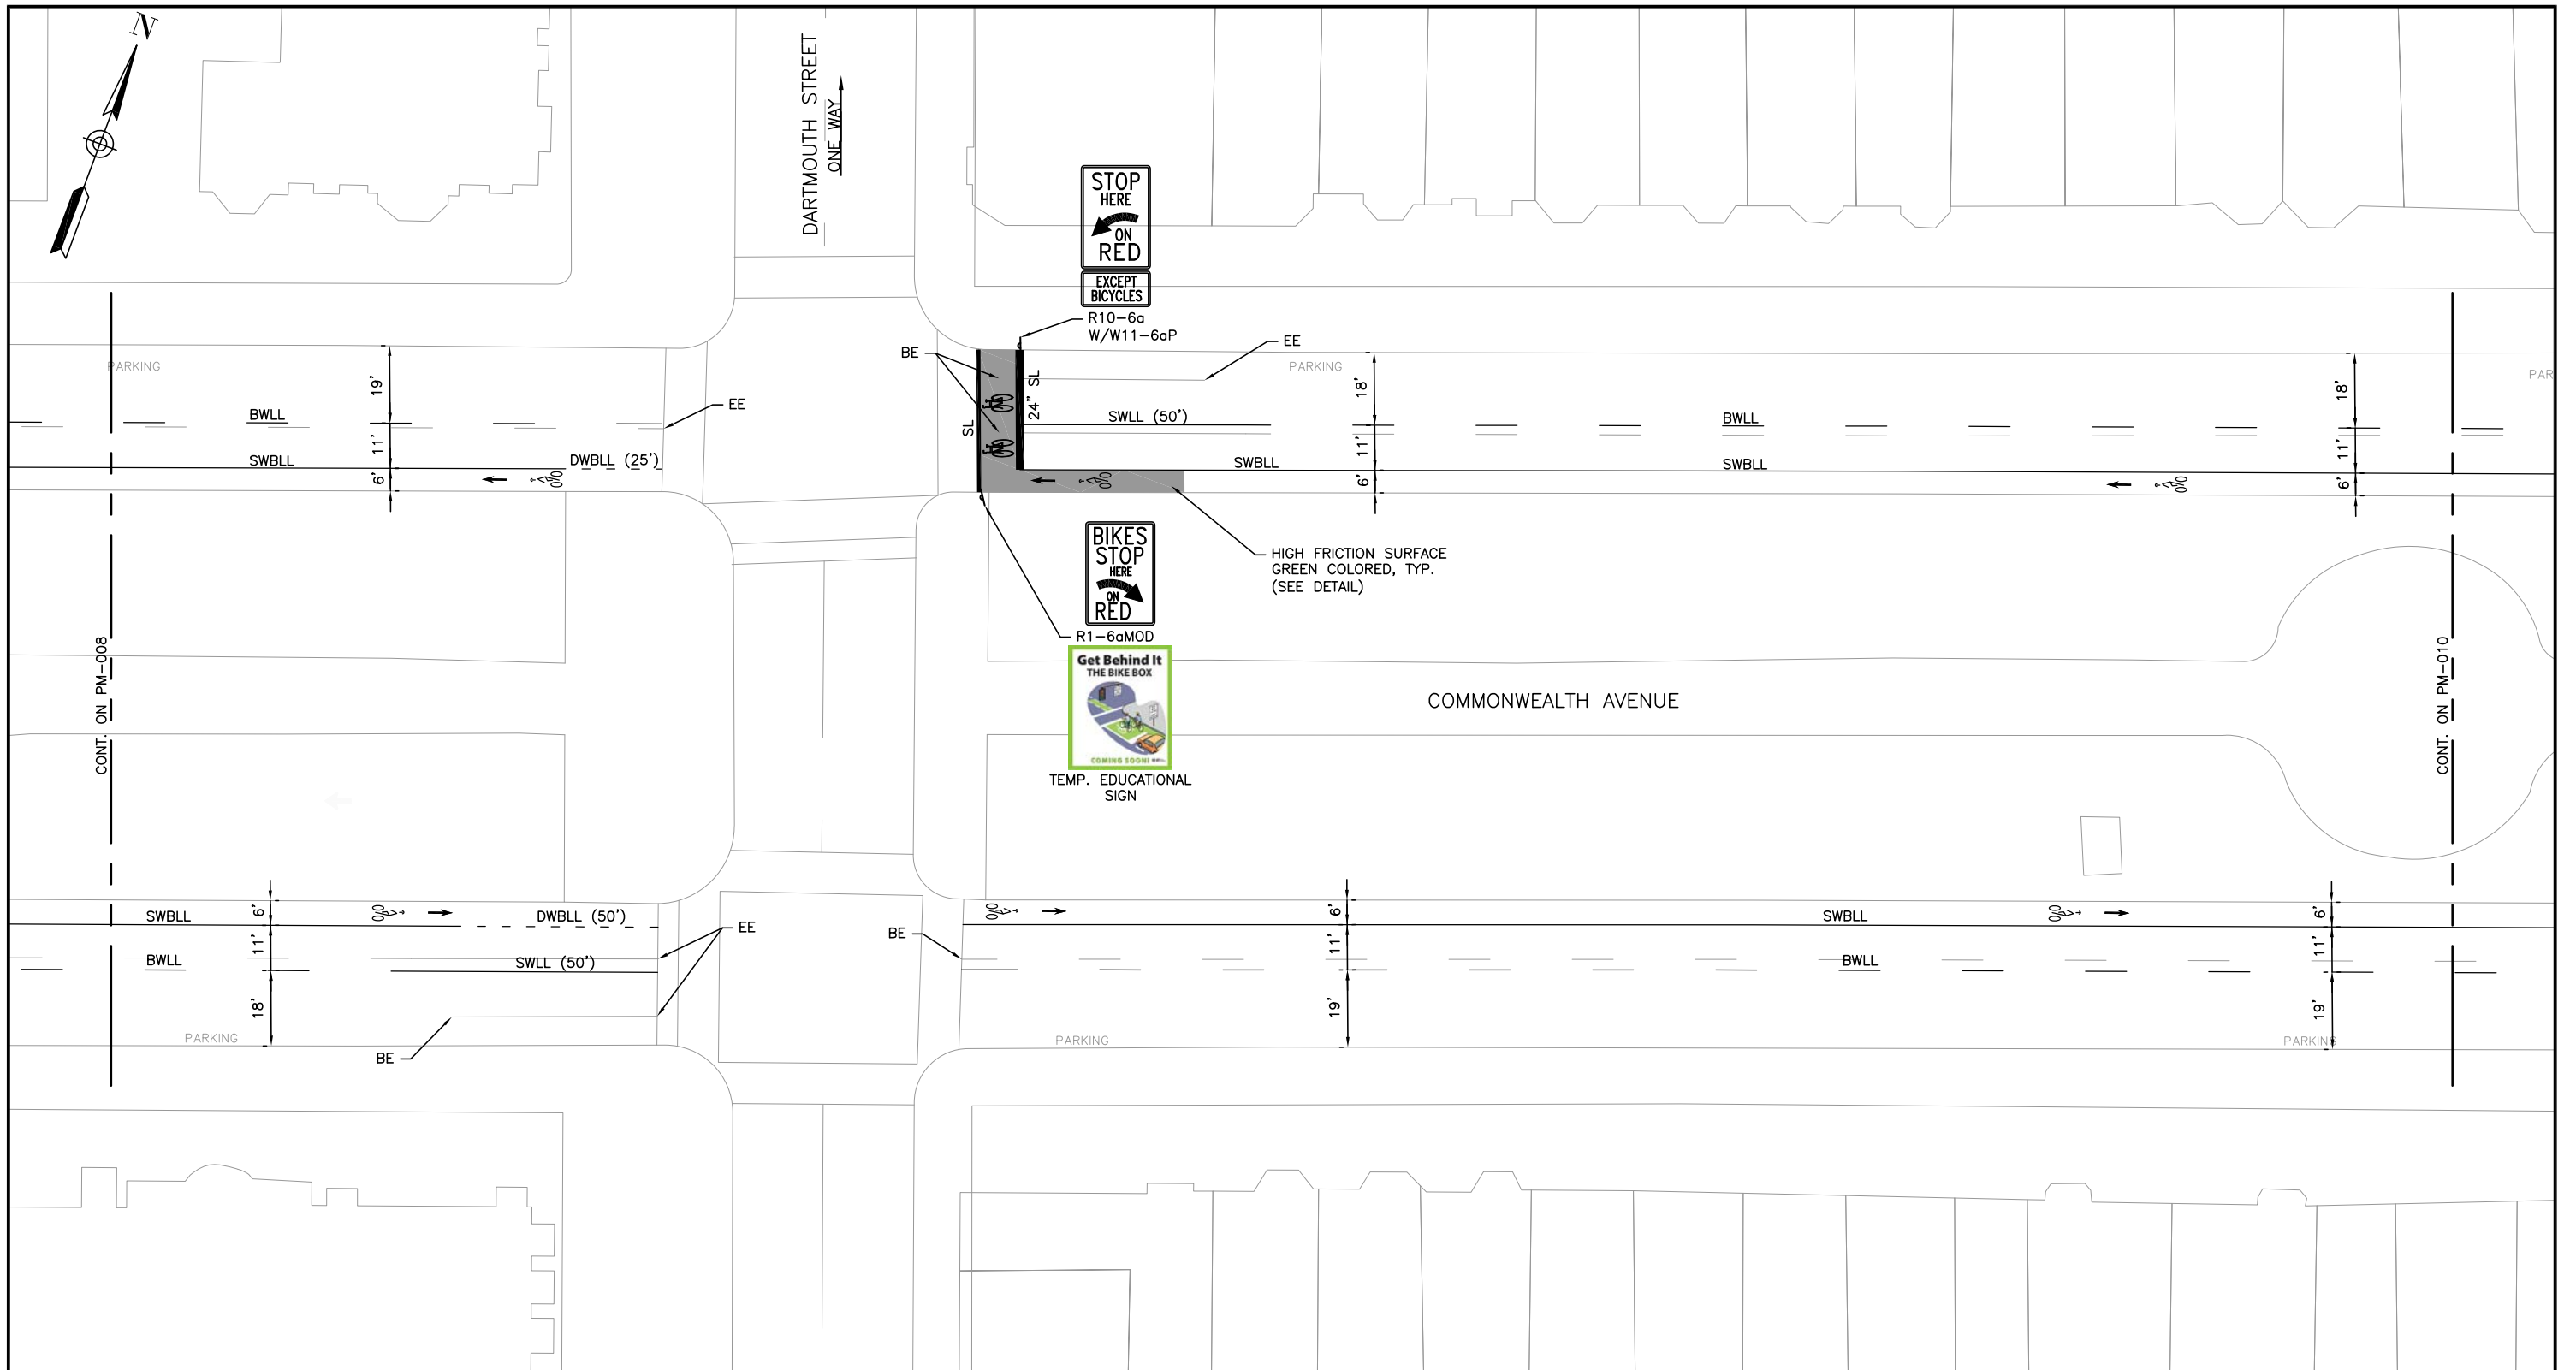 N
DARTMOUTH STREET
ONE WAY
STOP
HERE
ON
RED
EXCEPT
BICYCLES
R10-6a
W/W11-6aP
BE
EE
PARKING
PARKING
PAR
EE
19'
11'
6'
BWLL
SWBLL
DWBLL (25')
SL
24" SL
SWLL (50')
SWBLL
18'
11'
6'
BWLL
SWBLL
18'
11'
6'
BIKES
STOP
HERE
ON
RED
R1-6aMOD
HIGH FRICTION SURFACE
GREEN COLORED, TYP.
(SEE DETAIL)
Get Behind It
THE BIKE BOX
COMING SOON!
TEMP. EDUCATIONAL
SIGN
COMMONWEALTH AVENUE
CONT. ON PM-008
CONT. ON PM-010
SWBLL
6'
DWBLL (50')
11'
BWLL
SWLL (50')
18'
EE
BE
PARKING
BE
6'
11'
19'
SWBLL
BWLL
6'
11'
19'
PARKING
PARKING